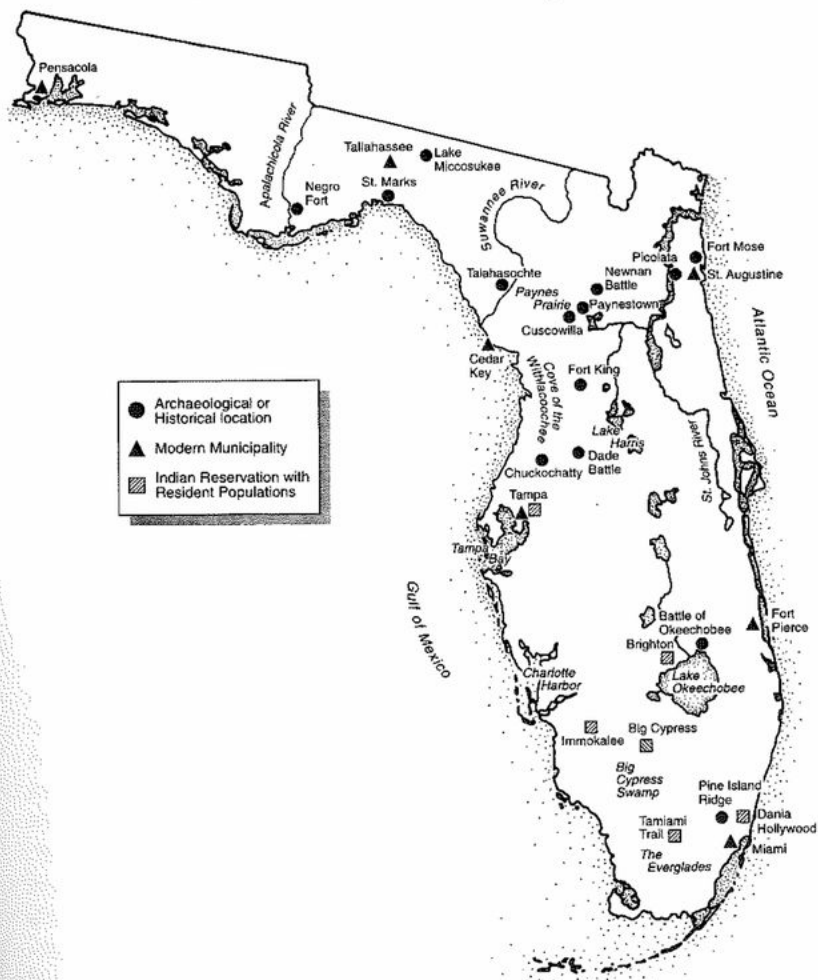 Pensacola
Apalachicola River
Tallahassee
Lake
Miccosukee
St. Marks
Negro
Fort
Suwannee River
Fort Mose
Picolata
St. Augustine
Talahasochte
Newnan
Battle
Paynes
Prairie
Paynestown
Cuscowilla
Atlantic Ocean
Cedar
Key
Cove of the
Withlacoochee
Fort King
Lake
Harris
St. Johns River
Archaeological or
Historical location
Modern Municipality
Indian Reservation with
Resident Populations
Chuckochatty
Dade
Battle
Tampa
Tampa
Bay
Gulf of Mexico
Battle of
Okeechobee
Fort
Pierce
Brighton
Lake
Okeechobee
Charlotte
Harbor
Immokalee
Big Cypress
Big
Cypress
Swamp
Pine Island
Ridge
Dania
Hollywood
Tamiami
Trail
Miami
The
Everglades